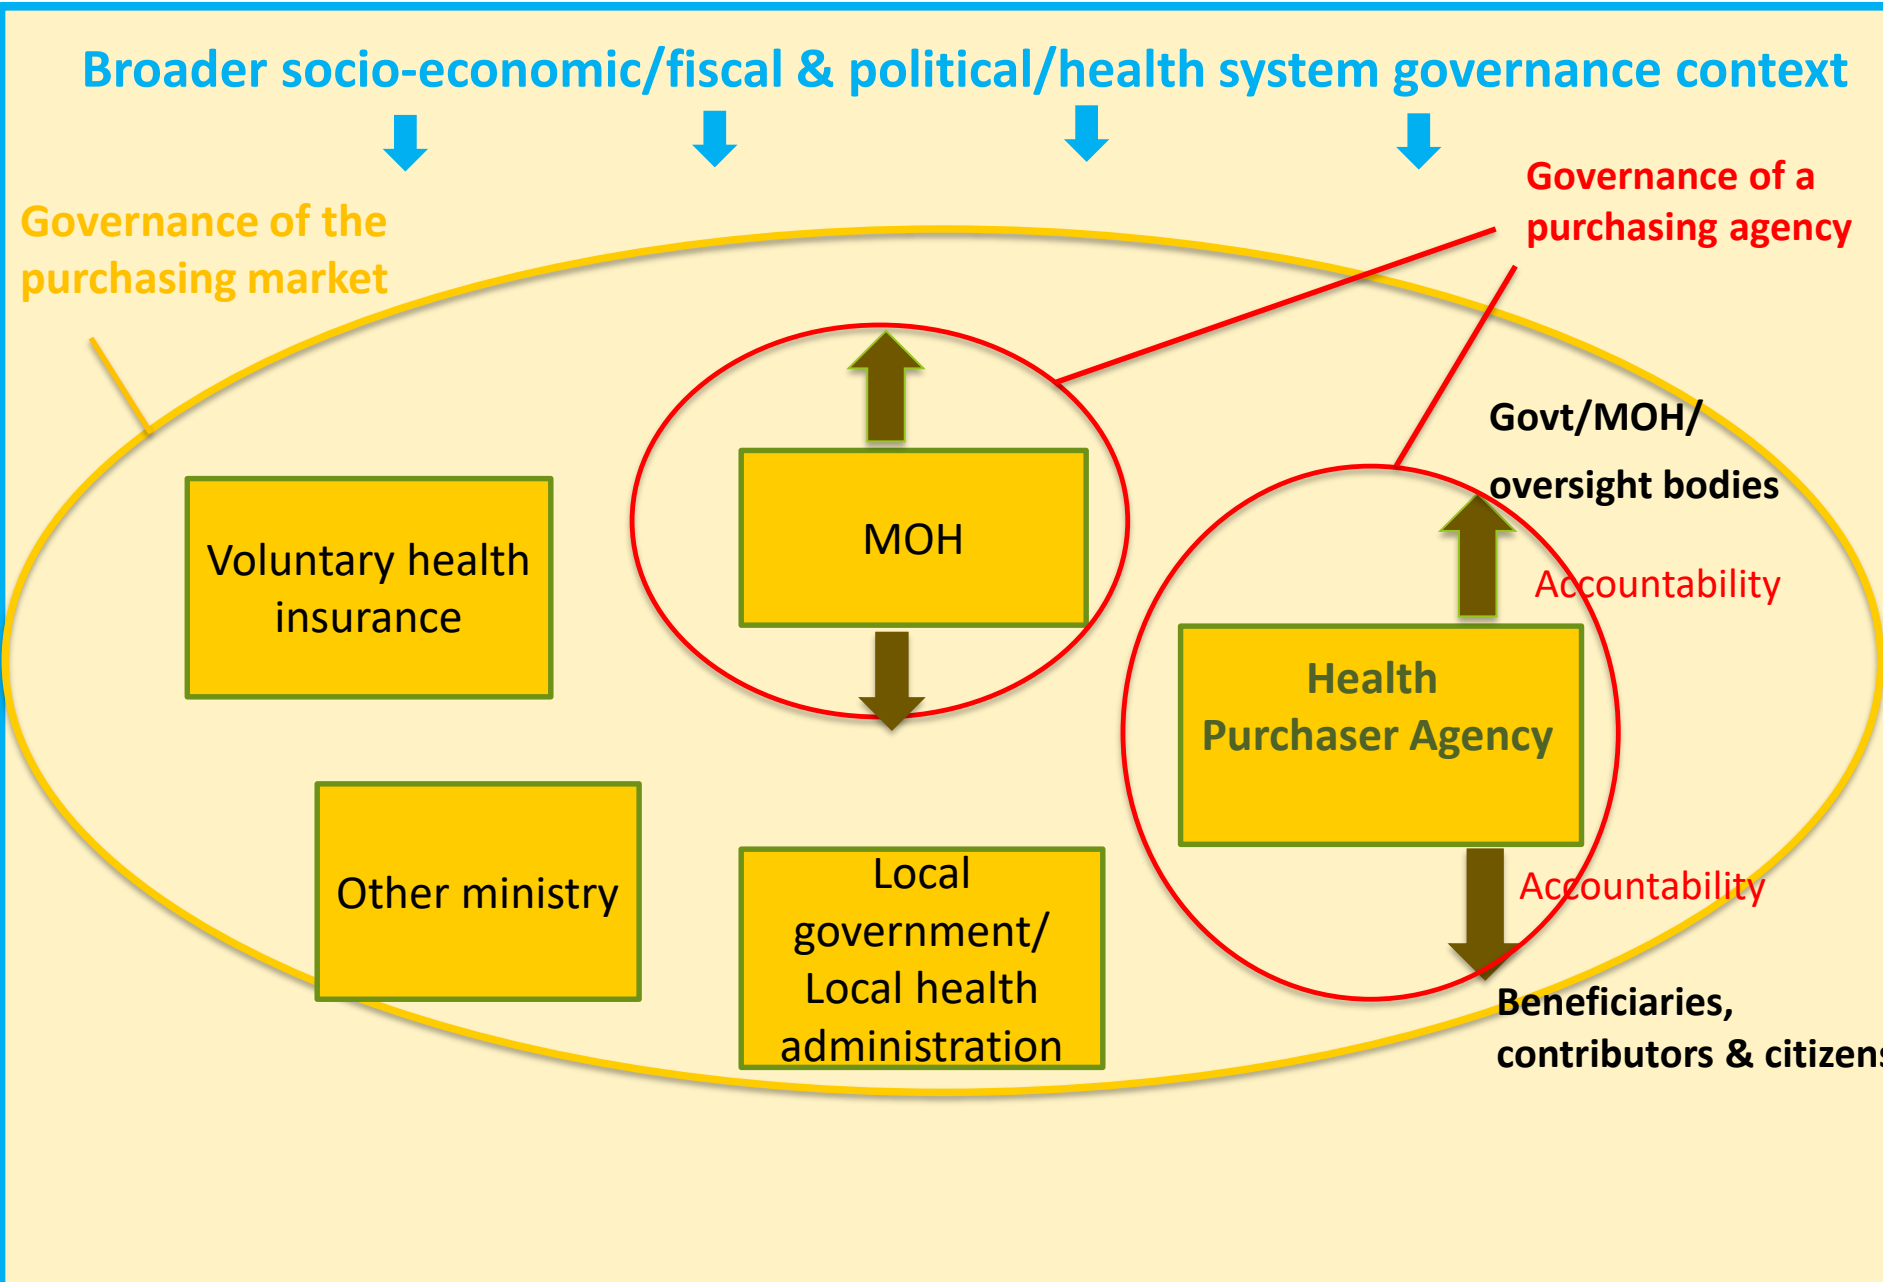 Broader socio-economic/fiscal & political/health system governance context
Governance of a
purchasing agency
Governance of the
purchasing market
Govt/MOH/
oversight bodies
MOH
Voluntary health
insurance
Accountability
Health
Purchaser Agency
Other ministry
Local
government/
Local health
administration
Accountability
Beneficiaries,
contributors & citizens